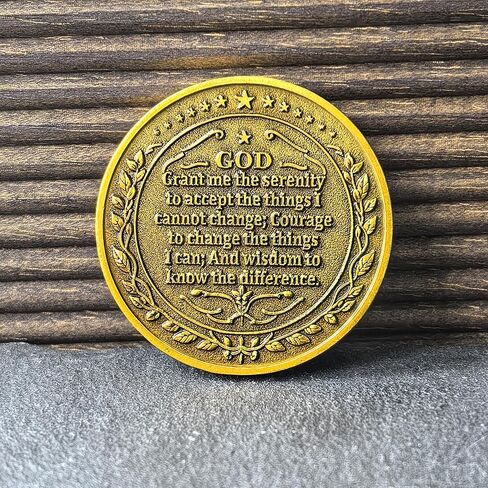 GOD
Grant me the serenity
to accept the things I
cannot change; Courage
to change the things
I can; And wisdom to
know the difference.